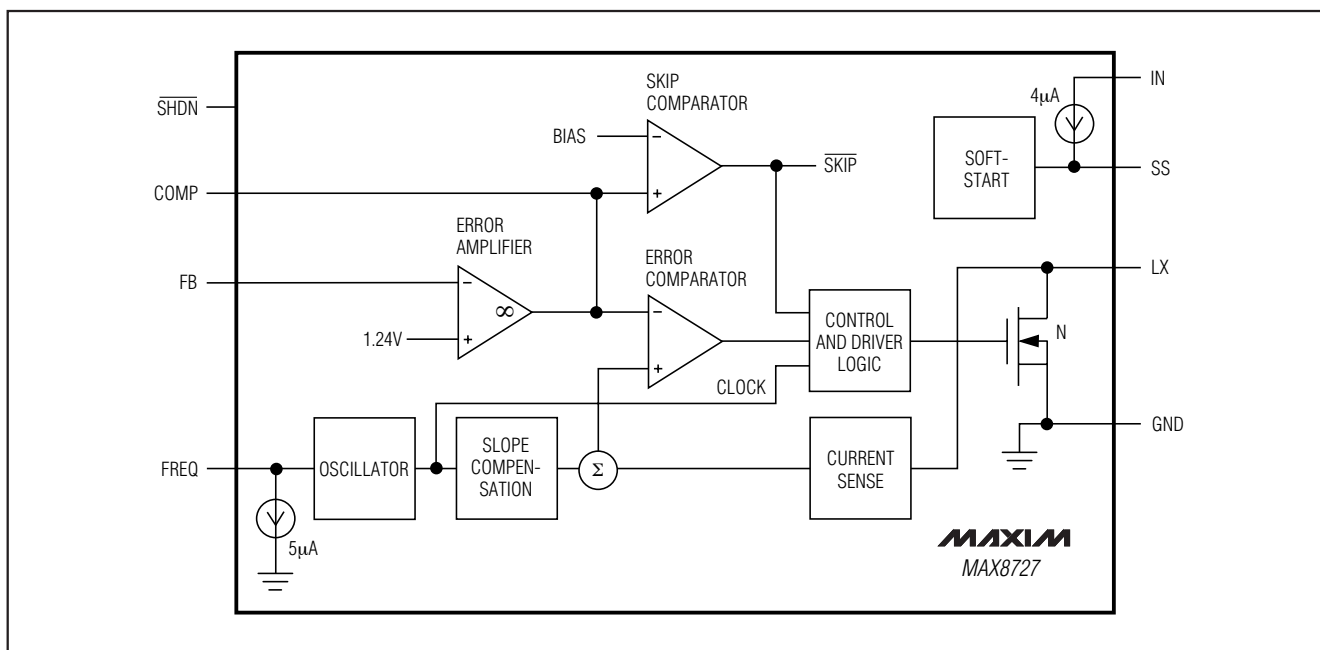 SKIP
COMPARATOR
IN
4µA
SHDN
BIAS
−
SOFT-
START
SKIP
SS
COMP
+
ERROR
AMPLIFIER
ERROR
COMPARATOR
LX
FB
−
∞
−
CONTROL
AND DRIVER
LOGIC
N
1.24V
+
+
CLOCK
GND
FREQ
OSCILLATOR
SLOPE
COMPEN-
SATION
Σ
CURRENT
SENSE
5µA
MAXIM
MAX8727